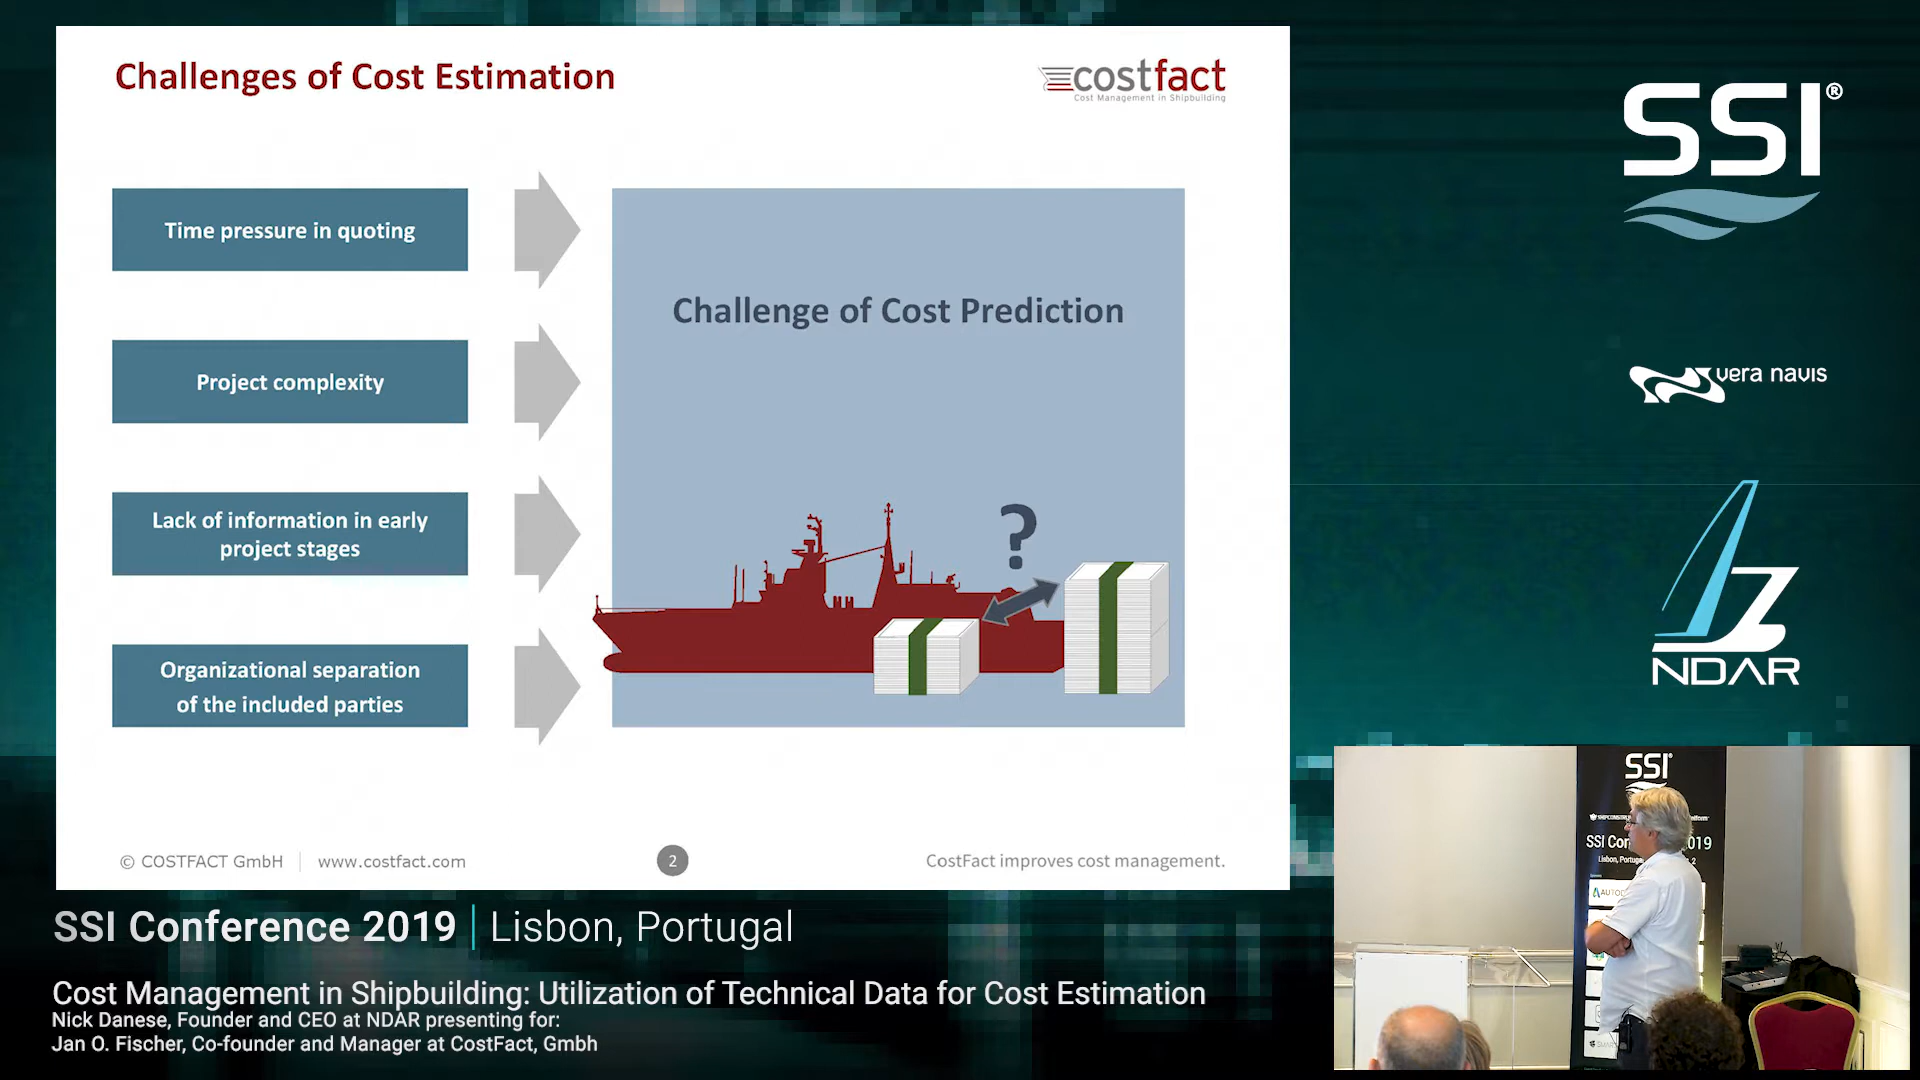 Challenges of Cost Estimation
costfact
Cost Management in Shipbuilding
Time pressure in quoting
Project complexity
Lack of information in early
project stages
Organizational separation
of the included parties
Challenge of Cost Prediction
?
© COSTFACT GmbH | www.costfact.com
2
CostFact improves cost management.
SSI®
vera navis
NDAR
SSI Conference 2019 | Lisbon, Portugal
Cost Management in Shipbuilding: Utilization of Technical Data for Cost Estimation
Nick Danese, Founder and CEO at NDAR presenting for:
Jan O. Fischer, Co-founder and Manager at CostFact, Gmbh
SSI
SSI
2019
Lisbon,